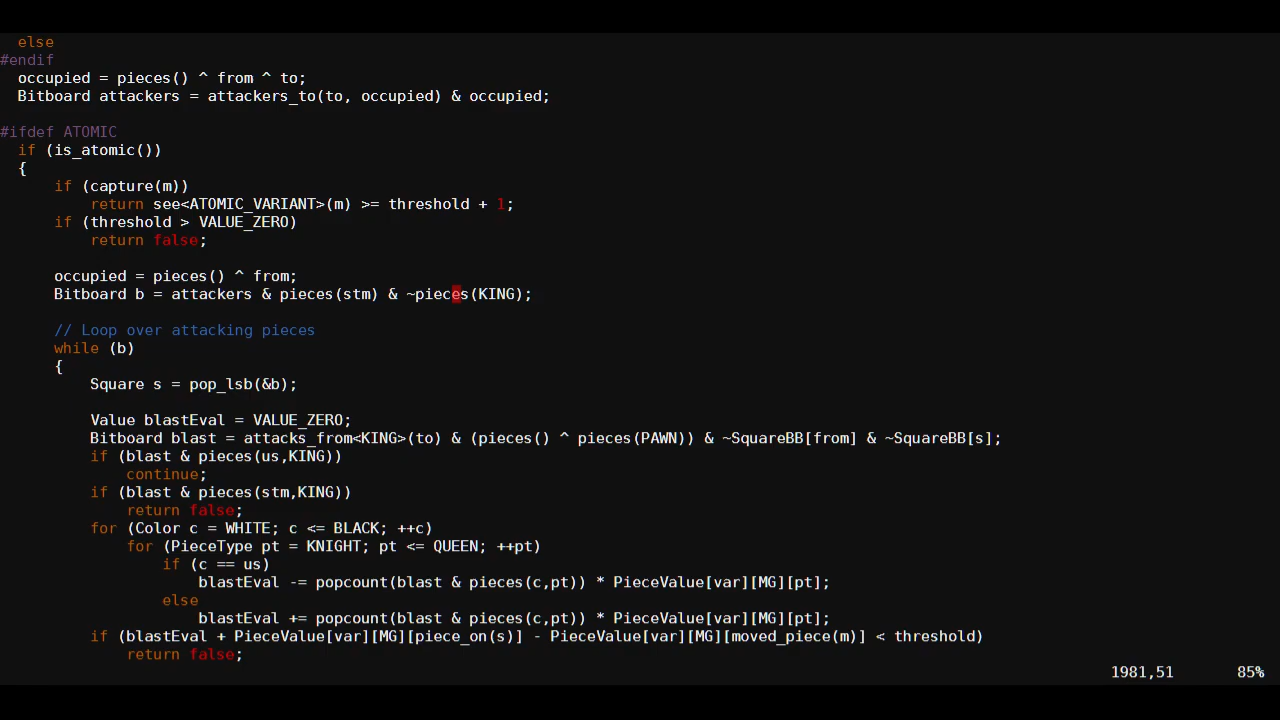 else
#endif
occupied = pieces() ^ from ^ to;
Bitboard attackers = attackers_to(to, occupied) & occupied;
#ifdef ATOMIC
if (is_atomic())
{
if (capture(m))
return see<ATOMIC_VARIANT>(m) >= threshold + 1;
if (threshold > VALUE_ZERO)
return false;
occupied = pieces() ^ from;
Bitboard b = attackers & pieces(stm) & ~pieces(KING);
// Loop over attacking pieces
while (b)
{
Square s = pop_lsb(&b);
Value blastEval = VALUE_ZERO;
Bitboard blast = attacks_from<KING>(to) & (pieces() ^ pieces(PAWN)) & ~SquareBB[from] & ~SquareBB[s];
if (blast & pieces(us,KING))
continue;
if (blast & pieces(stm,KING))
return false;
for (Color c = WHITE; c <= BLACK; ++c)
for (PieceType pt = KNIGHT; pt <= QUEEN; ++pt)
if (c == us)
blastEval -= popcount(blast & pieces(c,pt)) * PieceValue[var][MG][pt];
else
blastEval += popcount(blast & pieces(c,pt)) * PieceValue[var][MG][pt];
if (blastEval + PieceValue[var][MG][piece_on(s)] - PieceValue[var][MG][moved_piece(m)] < threshold)
return false;
1981,51 85%